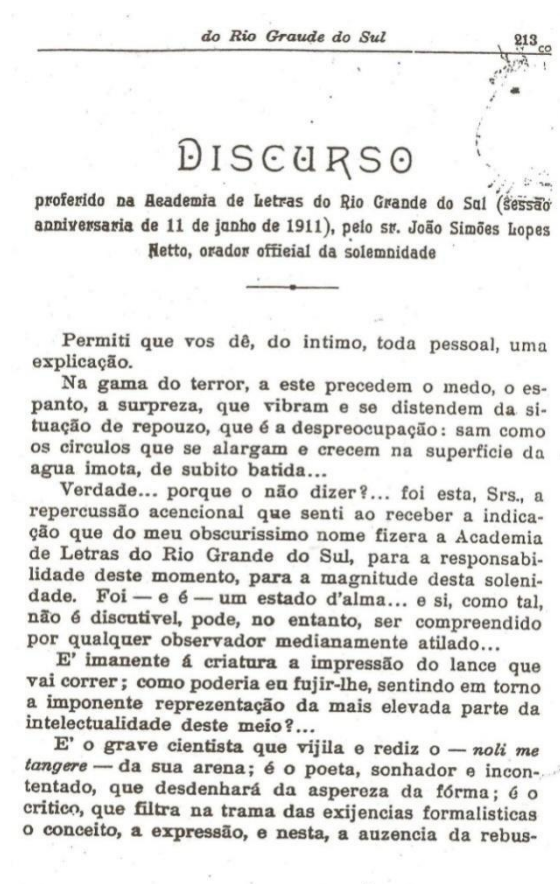 do Rio Graude do Sul 213
DISCURSO
proferido na Academia de Letras do Rio Grande do Sul (sessão
anniversaria de 11 de junho de 1911), pelo sr. João Simões Lopes
Netto, orador official da solemnidade
Permiti que vos dê, do intimo, toda pessoal, uma
explicação.
Na gama do terror, a este precedem o medo, o es-
panto, a surpreza, que vibram e se distendem da si-
tuação de repouzo, que é a despreocupação: sam como
os circulos que se alargam e crecem na superficie da
agua imota, de subito batida...
Verdade... porque o não dizer?... foi esta, Srs., a
repercussão acencional que senti ao receber a indica-
ção que do meu obscurissimo nome fizera a Academia
de Letras do Rio Grande do Sul, para a responsabi-
lidade deste momento, para a magnitude desta soleni-
dade. Foi — e é — um estado d'alma... e si, como tal,
não é discutivel, pode, no entanto, ser compreendido
por qualquer observador medianamente atilado...
E' imanente á criatura a impressão do lance que
vai correr; como poderia eu fujir-lhe, sentindo em torno
a imponente reprezentação da mais elevada parte da
intelectualidade deste meio?...
E' o grave cientista que vijila e rediz o — noli me
tangere — da sua arena; é o poeta, sonhador e incon-
tentado, que desdenhará da aspereza da fórma; é o
critico, que filtra na trama das exijencias formalisticas
o conceito, a expressão, e nesta, a auzencia da rebus-